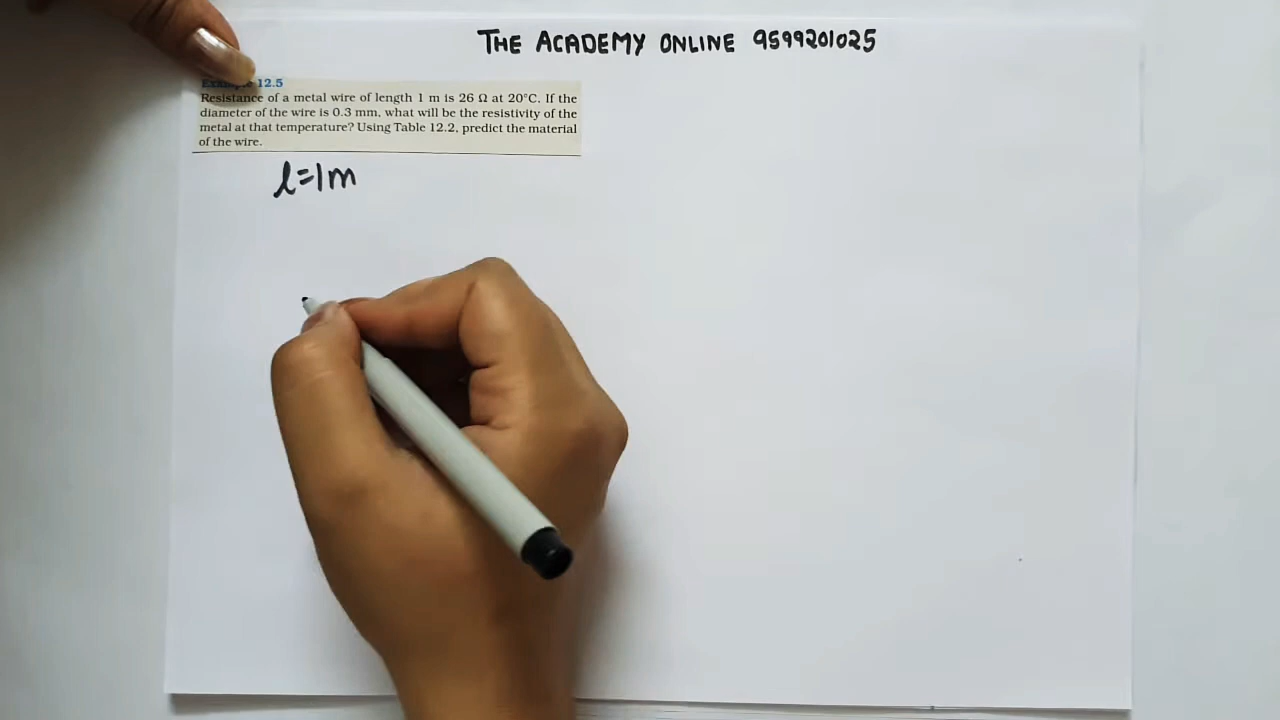 THE ACADEMY ONLINE 9599201025
12.5
Resistance of a metal wire of length 1 m is 26 Ω at 20°C. If the
diameter of the wire is 0.3 mm, what will be the resistivity of the
metal at that temperature? Using Table 12.2, predict the material
of the wire.
l=1m